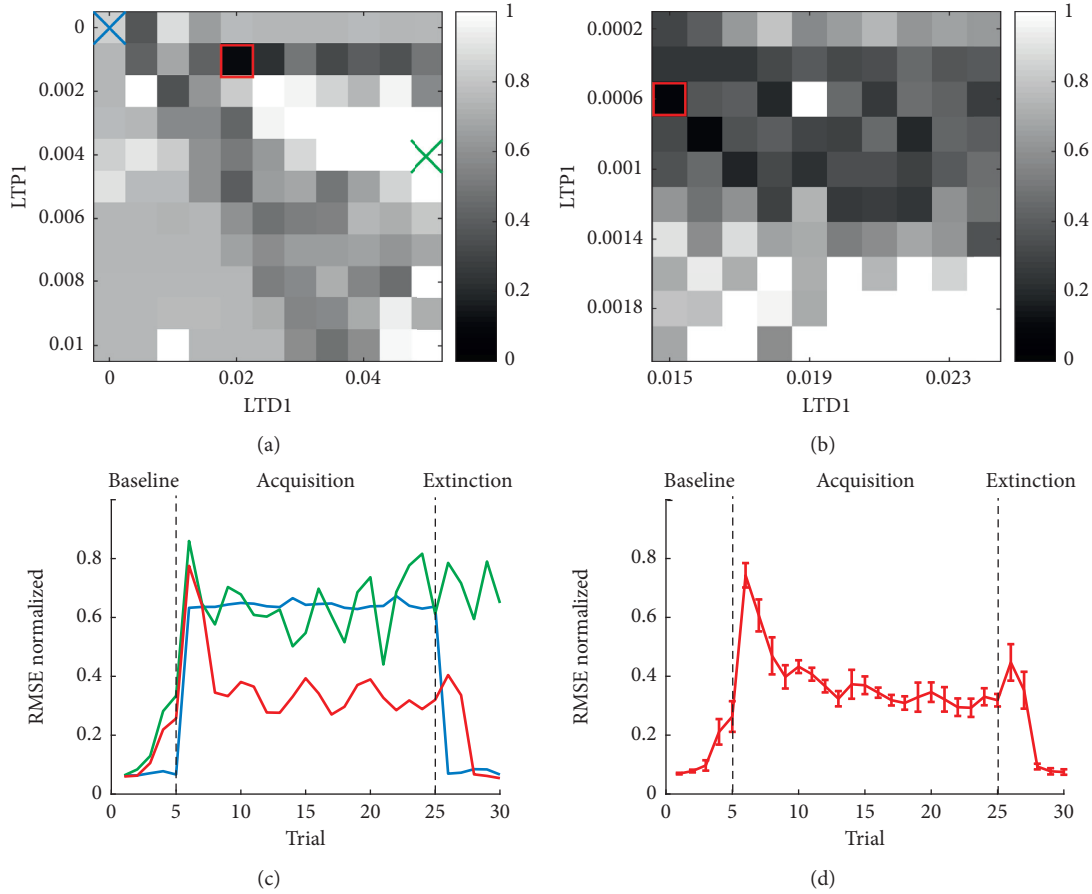 0
0.002
0.004
0.006
0.008
0.01
LTP1
0 0.02 0.04
LTD1
1
0.8
0.6
0.4
0.2
0
(a)
0.0002
0.0006
0.001
0.0014
0.0018
LTP1
0.015 0.019 0.023
LTD1
1
0.8
0.6
0.4
0.2
0
(b)
Baseline Acquisition Extinction
0.8
0.6
0.4
0.2
0
RMSE normalized
0 5 10 15 20 25 30
Trial
(c)
Baseline Acquisition Extinction
0.8
0.6
0.4
0.2
0
RMSE normalized
0 5 10 15 20 25 30
Trial
(d)